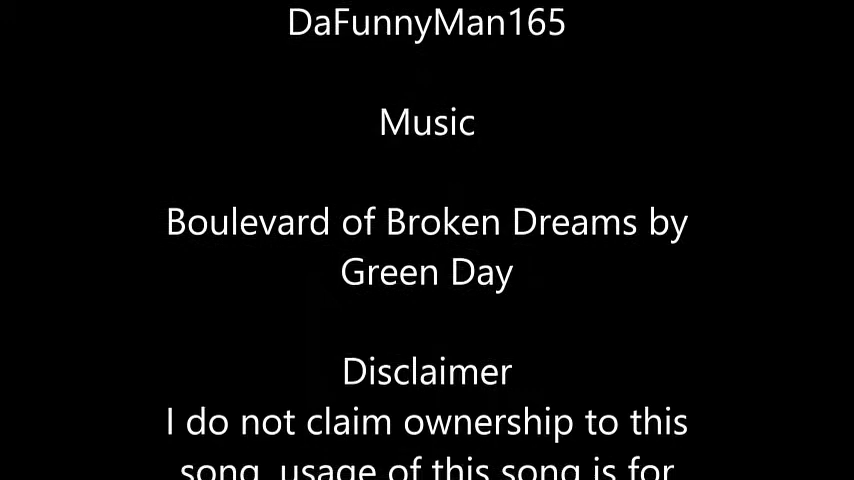 DaFunnyMan165
Music
Boulevard of Broken Dreams by
Green Day
Disclaimer
I do not claim ownership to this
song, usage of this song is for